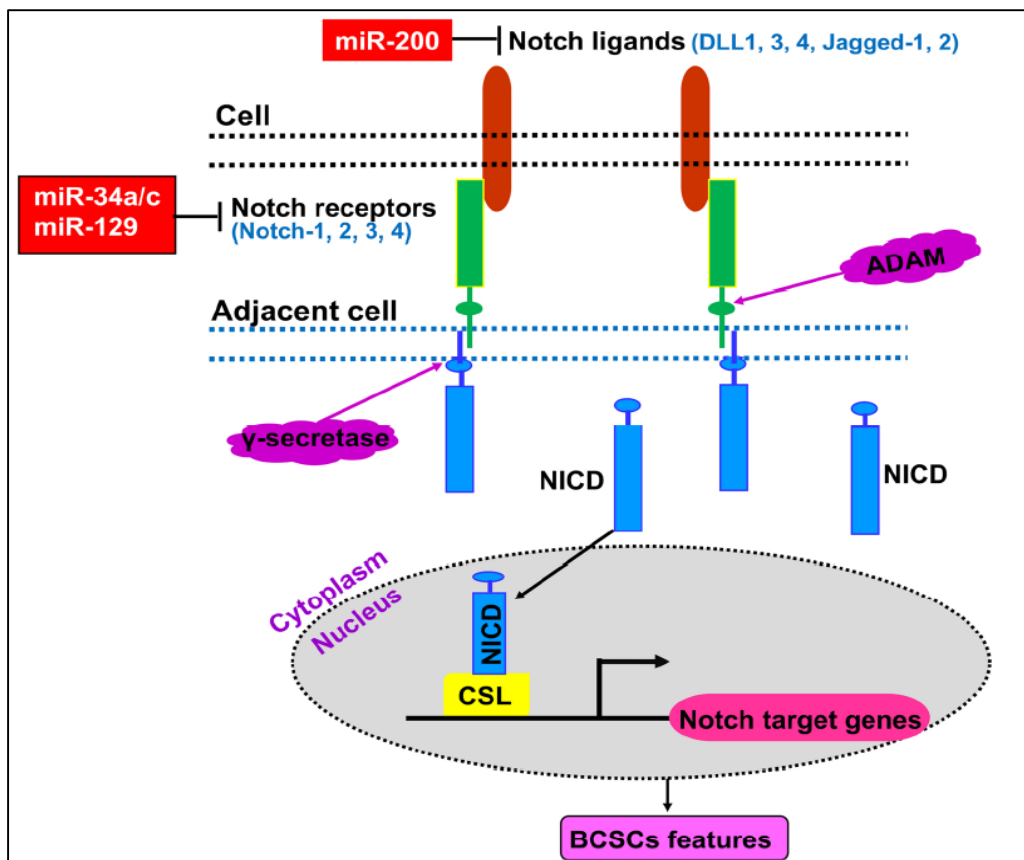 miR-200
Notch ligands (DLL1, 3, 4, Jagged-1, 2)
Cell
miR-34a/c
miR-129
Notch receptors
(Notch-1, 2, 3, 4)
ADAM
Adjacent cell
γ-secretase
NICD
NICD
Cytoplasm
Nucleus
NICD
CSL
Notch target genes
BCSCs features